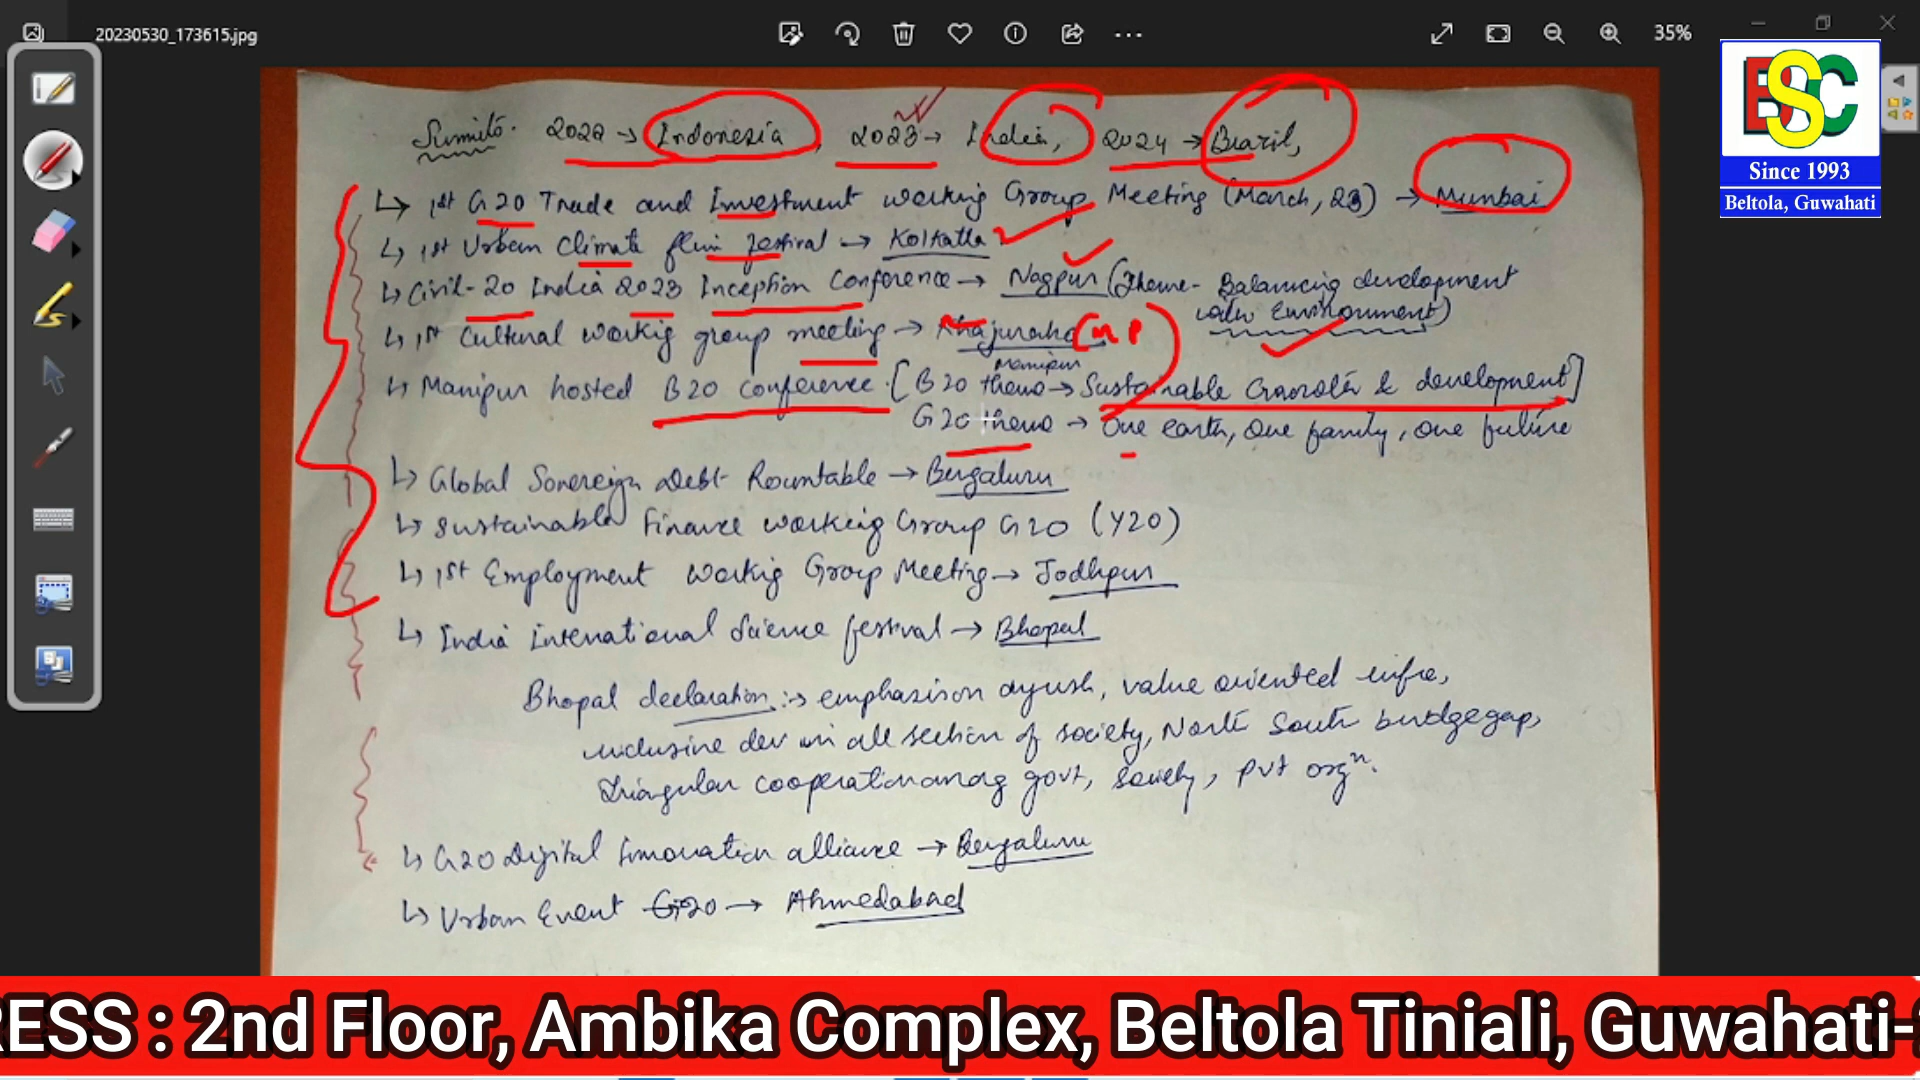 20230530_173615.jpg
35%
BSC
Since 1993
Beltola, Guwahati
Summits. 2022 → Indonesia, 2023 → India, 2024 → Brazil,
↳ 1st G20 Trade and Investment working Group Meeting (March, 23) → Mumbai
↳ 1st Urban Climate film festival → Kolkatta
↳ Civil-20 India 2023 Inception Conference → Nagpur (Theme - Balancing development
with Environment)
↳ 1st Cultural working group meeting → Khajuraho (MP)
Manipur
↳ Manipur hosted B20 conference. [B20 theme → Sustainable Growth & development]
G20 theme → One earth, One family, one future
↳ Global Sovereign Debt Rountable → Bengaluru
↳ Sustainable Finance working Group G20 (Y20)
↳ 1st Employment working Group Meeting → Jodhpur
↳ India International Science festival → Bhopal
Bhopal declaration :→ emphasis on ayush, value oriented infra,
inclusive dev in all section of society, North South bridge gap,
Triangular cooperation among govt, society, pvt orgn.
↳ G20 Digital Innovation alliance → Bengaluru
↳ Urban Event G20 → Ahmedabad
RESS : 2nd Floor, Ambika Complex, Beltola Tiniali, Guwahati-